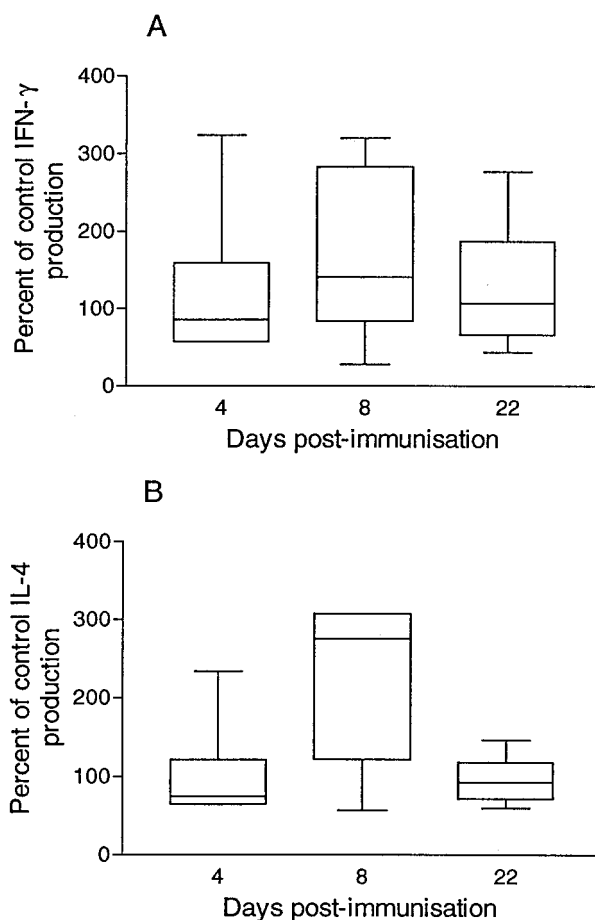 A
Percent of control IFN-γ
production
400
300
200
100
0
4 8 22
Days post-immunisation
B
Percent of control IL-4
production
400
300
200
100
0
4 8 22
Days post-immunisation